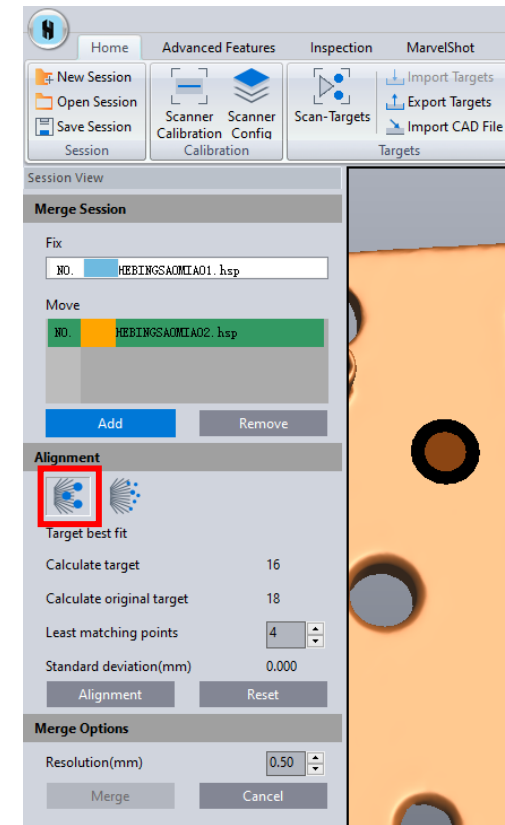 Home Advanced Features Inspection MarvelShot
New Session
Open Session
Save Session
Session
Scanner Calibration
Scanner Config
Calibration
Scan-Targets
Import Targets
Export Targets
Import CAD File
Targets
Session View
Merge Session
Fix
NO. HEBINGSAOMIAO1.hsp
Move
NO. HEBINGSAOMIAO2.hsp
Add Remove
Alignment
Target best fit
Calculate target 16
Calculate original target 18
Least matching points 4
Standard deviation(mm) 0.000
Alignment Reset
Merge Options
Resolution(mm) 0.50
Merge Cancel